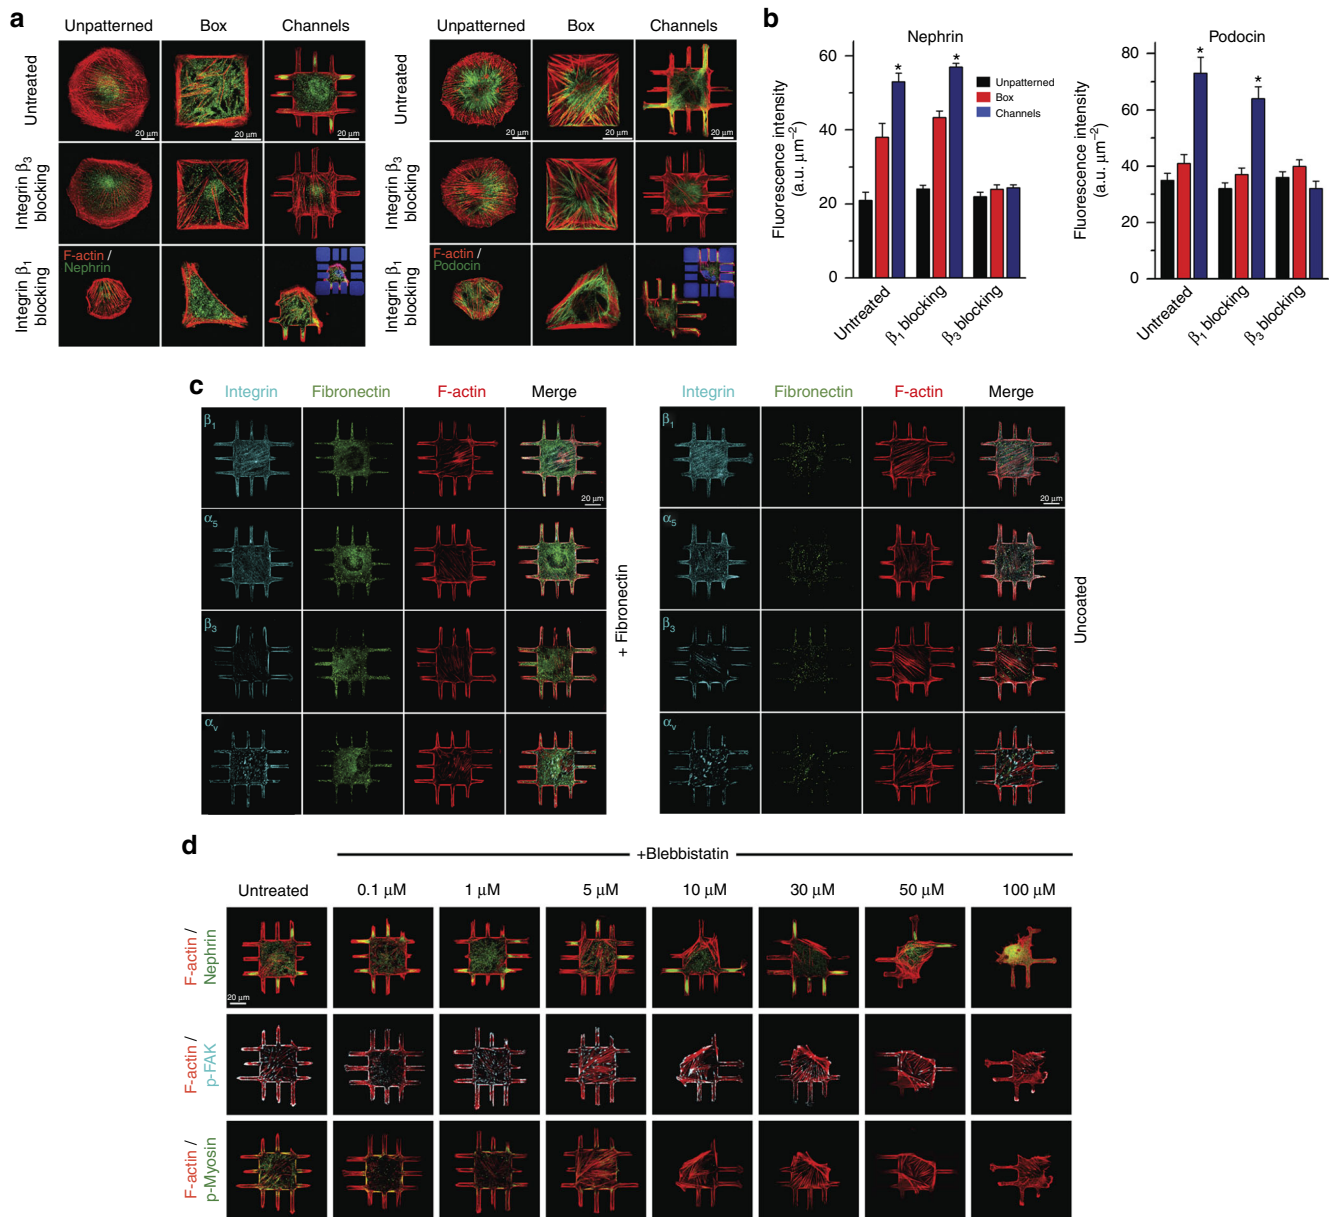 a
Unpatterned Box Channels
Unpatterned Box Channels
Untreated
20 μm 20 μm 20 μm
Untreated
20 μm 20 μm 20 μm
Integrin β3 blocking
Integrin β3 blocking
Integrin β1 blocking
F-actin /
Nephrin
Integrin β1 blocking
F-actin /
Podocin
b
Nephrin
Fluorescence intensity
(a.u. μm−2)
60
40
20
0
* *
Unpatterned
Box
Channels
Untreated
β1 blocking
β3 blocking
Podocin
Fluorescence intensity
(a.u. μm−2)
80
60
40
20
0
* *
Untreated
β1 blocking
β3 blocking
c
Integrin Fibronectin F-actin Merge
β1
20 μm
α5
β3
αv
+ Fibronectin
Integrin Fibronectin F-actin Merge
β1
20 μm
α5
β3
αv
Uncoated
d
+Blebbistatin
Untreated 0.1 μM 1 μM 5 μM 10 μM 30 μM 50 μM 100 μM
F-actin /
Nephrin
20 μm
F-actin /
p-FAK
F-actin /
p-Myosin